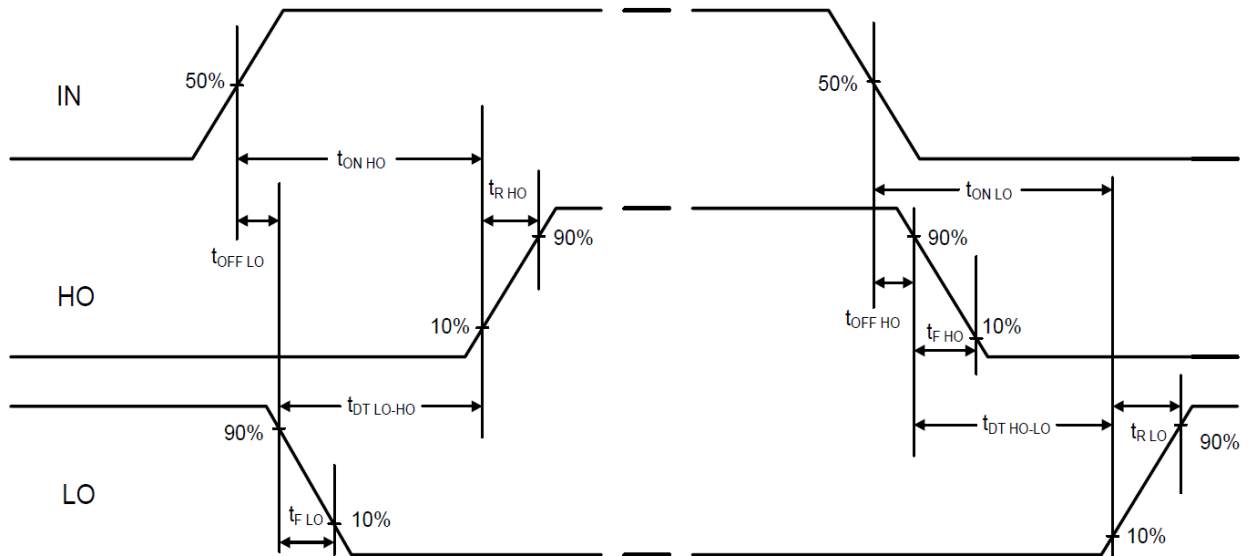 50%
50%
IN
tON HO
tR HO
tON LO
90%
90%
tOFF LO
HO
10%
tOFF HO
tF HO
10%
tDT LO-HO
tDT HO-LO
tR LO
90%
90%
LO
tF LO
10%
10%